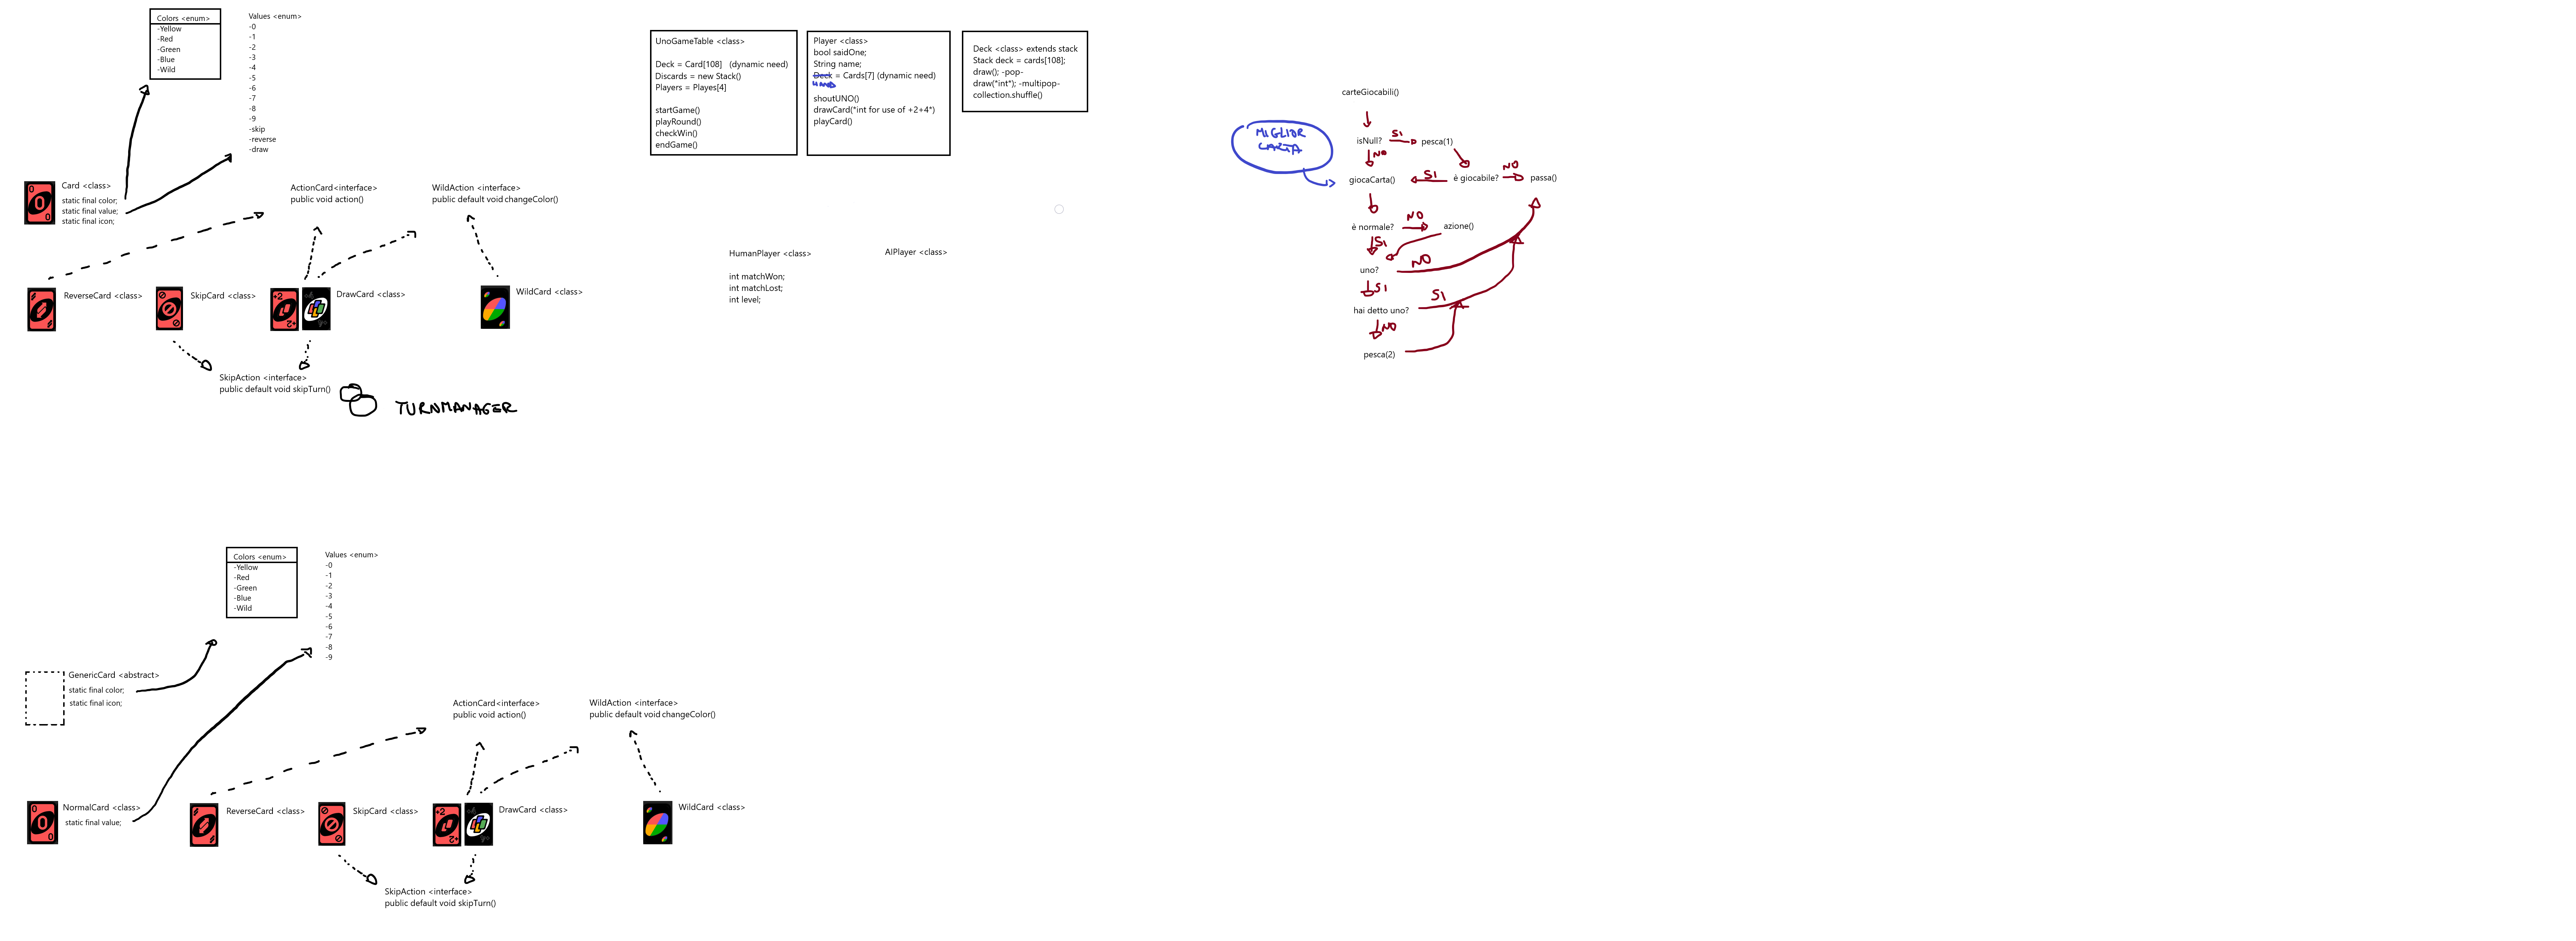 Colors <enum>
-Yellow
-Red
-Green
-Blue
-Wild
Values <enum>
-0
-1
-2
-3
-4
-5
-6
-7
-8
-9
-skip
-reverse
-draw
Card <class>
static final color;
static final value;
static final icon;
0
0
0
ActionCard<interface>
public void action()
WildAction <interface>
public default void changeColor()
ReverseCard <class>
SkipCard <class>
+2
+2
DrawCard <class>
WildCard <class>
SkipAction <interface>
public default void skipTurn()
TURNMANAGER
UnoGameTable <class>
Deck = Card[108] (dynamic need)
Discards = new Stack()
Players = Playes[4]
startGame()
playRound()
checkWin()
endGame()
Player <class>
bool saidOne;
String name;
Deck = Cards[7] (dynamic need)
shoutUNO()
drawCard(*int for use of +2+4*)
playCard()
Deck <class> extends stack
Stack deck = cards[108];
draw(); -pop-
draw(*int*); -multipop-
collection.shuffle()
HumanPlayer <class>
int matchWon;
int matchLost;
int level;
AIPlayer <class>
carteGiocabili()
MIGLIOR
CARTA
isNull?
SI
pesca(1)
NO
giocaCarta()
SI
è giocabile?
NO
passa()
è normale?
NO
azione()
SI
uno?
NO
SI
hai detto uno?
SI
NO
pesca(2)
Colors <enum>
-Yellow
-Red
-Green
-Blue
-Wild
Values <enum>
-0
-1
-2
-3
-4
-5
-6
-7
-8
-9
GenericCard <abstract>
static final color;
static final icon;
ActionCard<interface>
public void action()
WildAction <interface>
public default void changeColor()
NormalCard <class>
static final value;
0
0
0
ReverseCard <class>
SkipCard <class>
+2
+2
DrawCard <class>
WildCard <class>
SkipAction <interface>
public default void skipTurn()